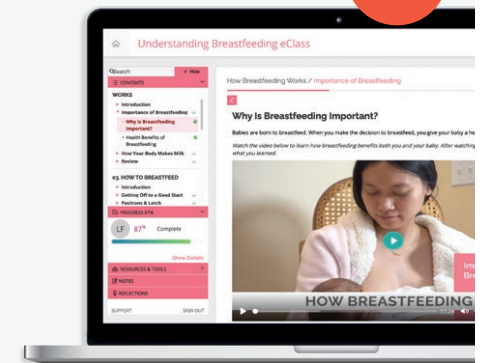 Understanding Breastfeeding eClass
Search
Hide
CONTENTS
WORKS
Introduction
Importance of Breastfeeding
Why Is Breastfeeding Important?
Health Benefits of Breastfeeding
How Your Body Makes Milk
Review
03. HOW TO BREASTFEED
Introduction
Getting Off to a Good Start
Positions & Latch
PROGRESS 87%
LF 87% Complete
Show Details
RESOURCES & TOOLS
NOTES
REFLECTIONS
SUPPORT SIGN OUT
How Breastfeeding Works / Importance of Breastfeeding
Why Is Breastfeeding Important?
Babies are born to breastfeed. When you make the decision to breastfeed, you give your baby a he
Watch the video below to learn how breastfeeding benefits both you and your baby. After watching
what you learned.
Im
Bre
HOW BREASTFEEDING